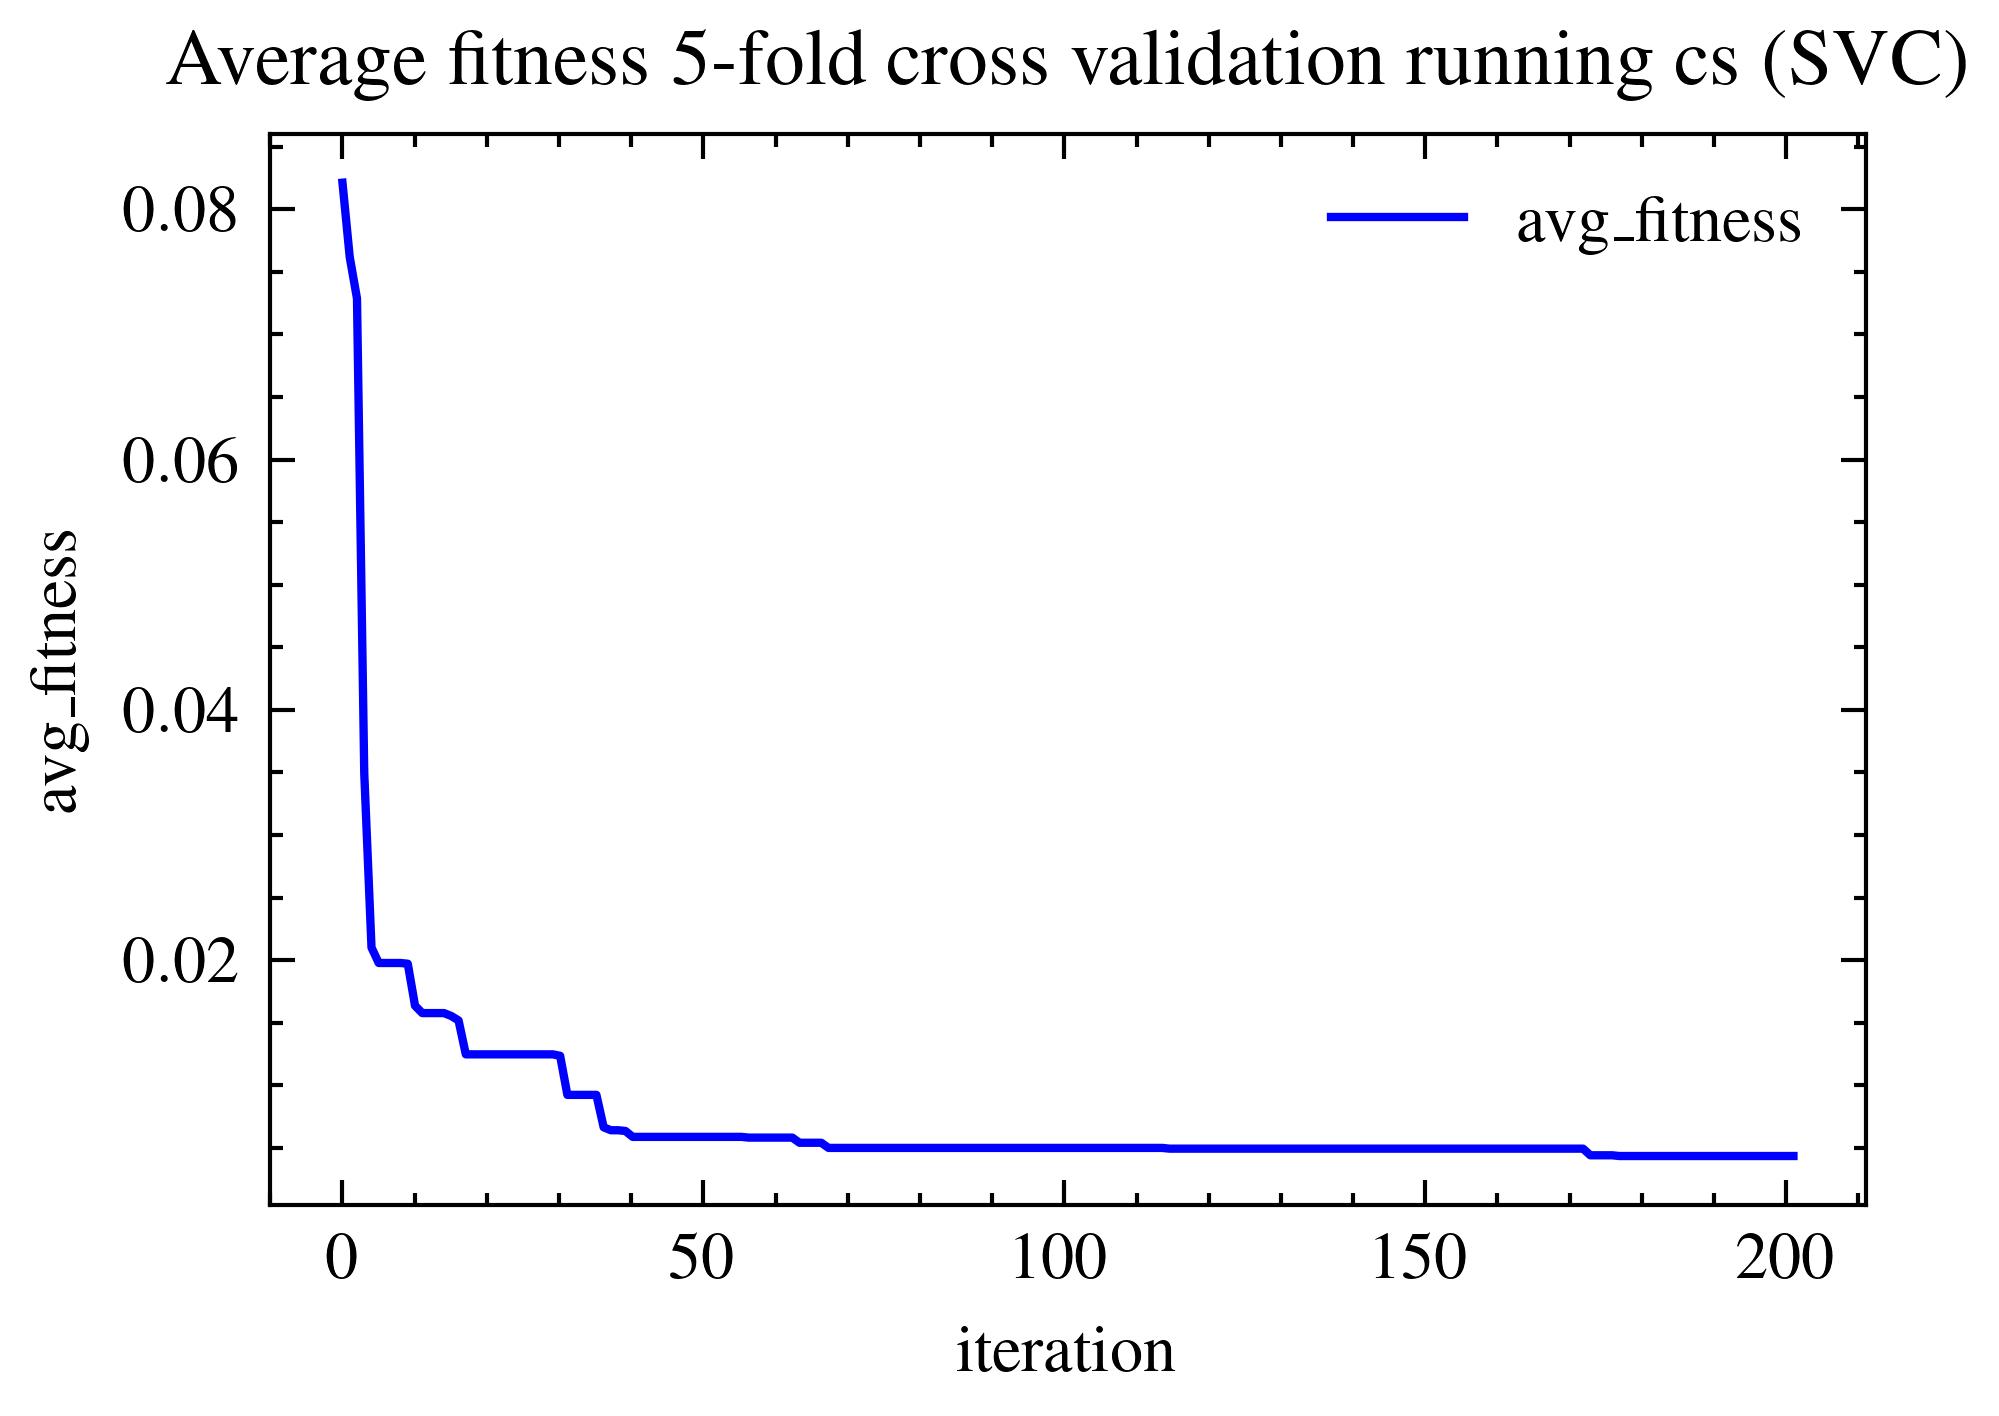 Average fitness 5-fold cross validation running cs (SVC)
avg_fitness
0.08
0.06
0.04
0.02
avg_fitness
0 50 100 150 200
iteration